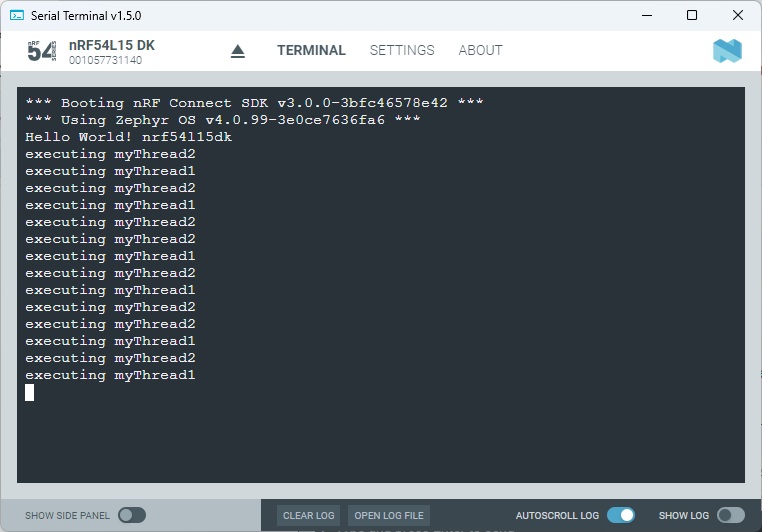 Serial Terminal v1.5.0
nRF
54
SERIES
nRF54L15 DK
001057731140
TERMINAL
SETTINGS
ABOUT
*** Booting nRF Connect SDK v3.0.0-3bfc46578e42 ***
*** Using Zephyr OS v4.0.99-3e0ce7636fa6 ***
Hello World! nrf54l15dk
executing myThread2
executing myThread1
executing myThread2
executing myThread1
executing myThread2
executing myThread2
executing myThread1
executing myThread2
executing myThread1
executing myThread2
executing myThread2
executing myThread1
executing myThread2
executing myThread1
SHOW SIDE PANEL
CLEAR LOG
OPEN LOG FILE
AUTOSCROLL LOG
SHOW LOG